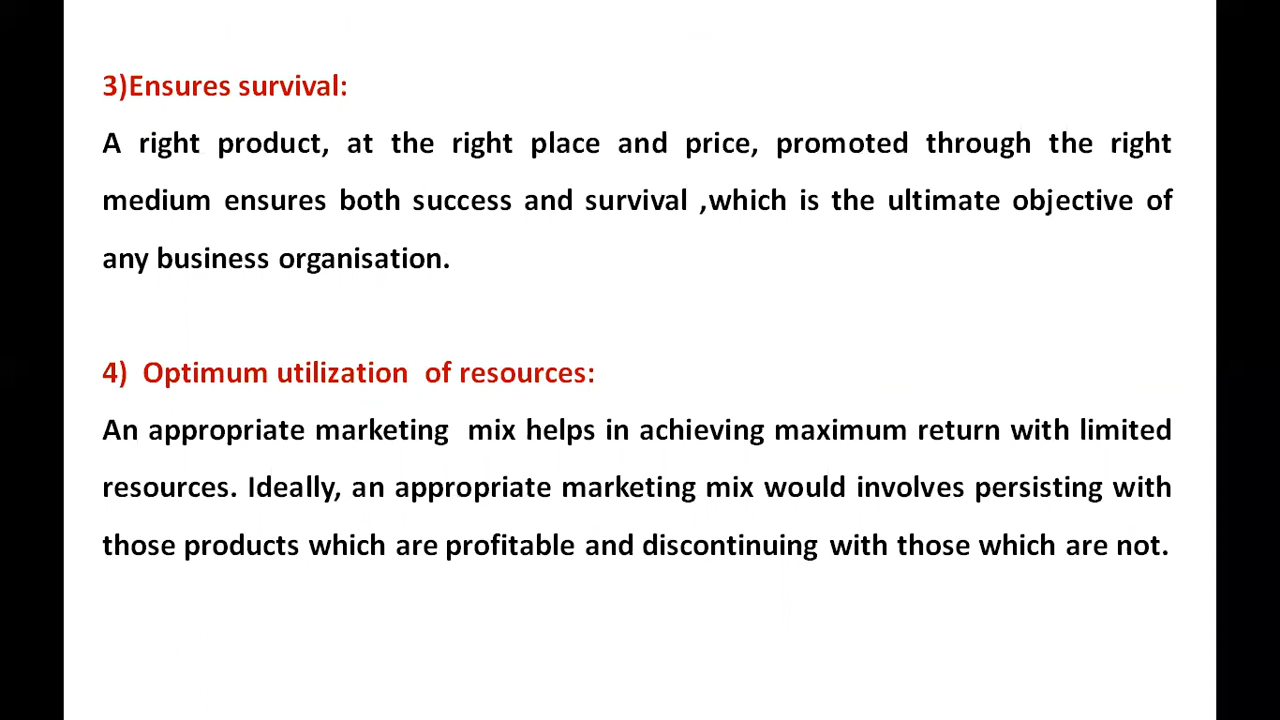 3)Ensures survival:
A right product, at the right place and price, promoted through the right
medium ensures both success and survival ,which is the ultimate objective of
any business organisation.
4)  Optimum utilization  of resources:
An appropriate marketing  mix helps in achieving maximum return with limited
resources. Ideally, an appropriate marketing mix would involves persisting with
those products which are profitable and discontinuing with those which are not.